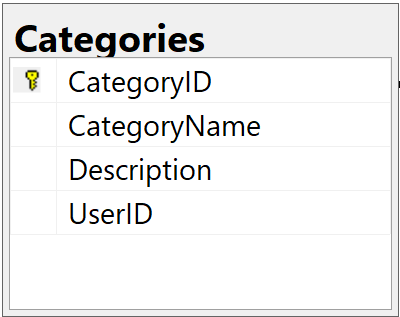 Categories
CategoryID
CategoryName
Description
UserID